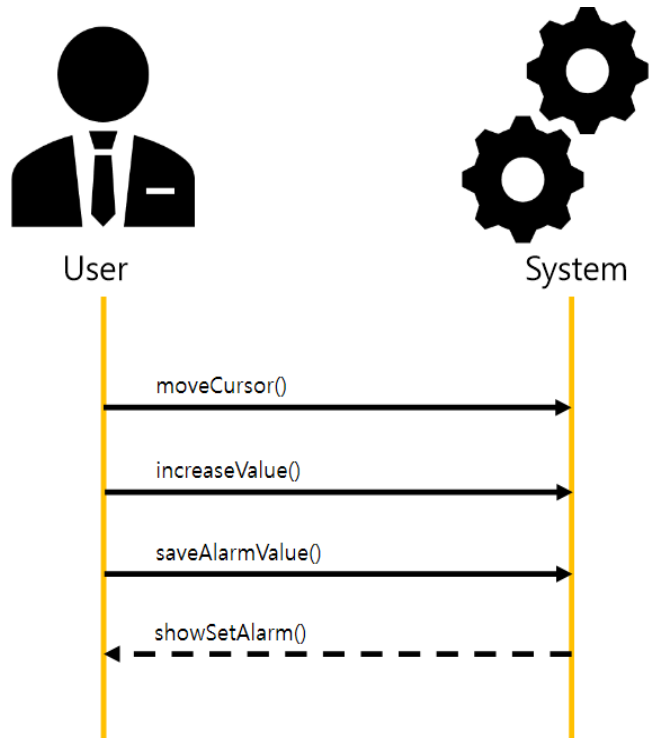 User
System
moveCursor()
increaseValue()
saveAlarmValue()
showSetAlarm()